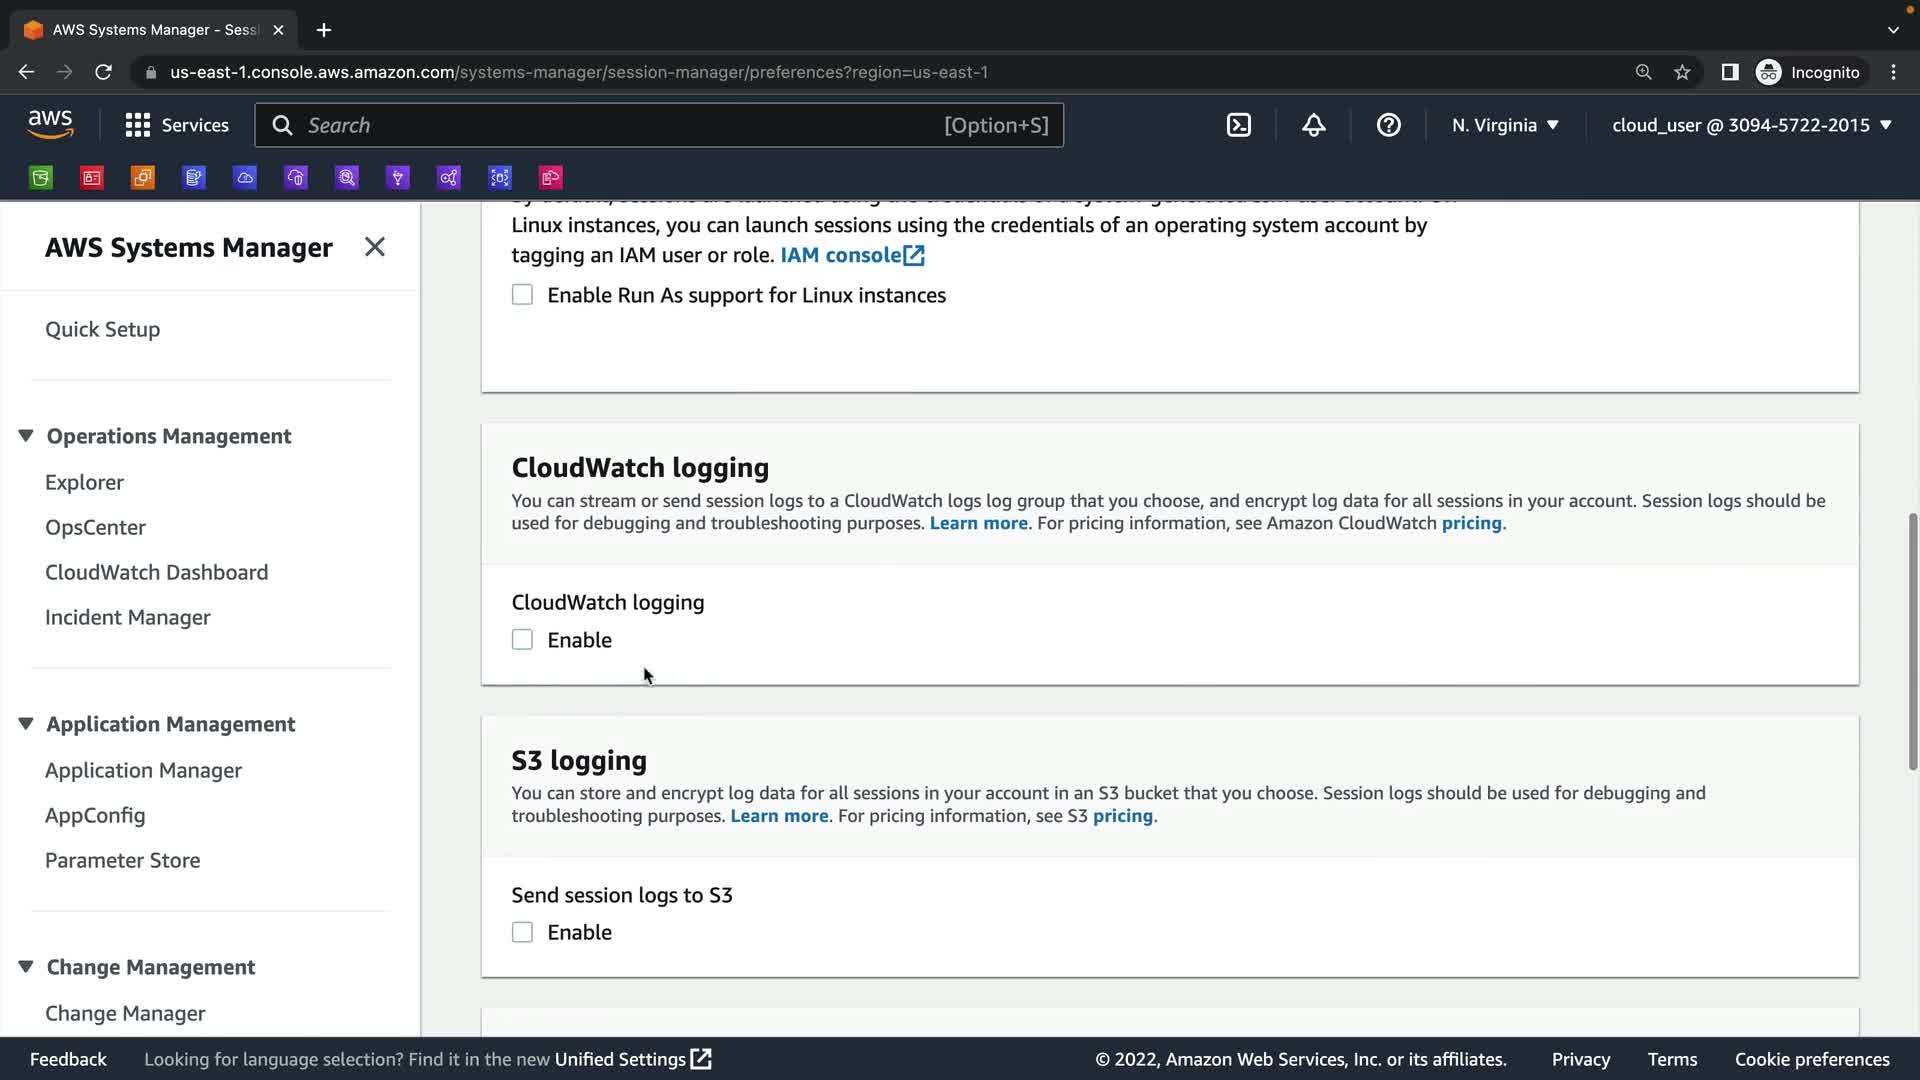 AWS Systems Manager - Sess
us-east-1.console.aws.amazon.com/systems-manager/session-manager/preferences?region=us-east-1
Incognito
aws
Services
Search
[Option+S]
N. Virginia
cloud_user @ 3094-5722-2015
AWS Systems Manager
Quick Setup
Operations Management
Explorer
OpsCenter
CloudWatch Dashboard
Incident Manager
Application Management
Application Manager
AppConfig
Parameter Store
Change Management
Change Manager
Linux instances, you can launch sessions using the credentials of an operating system account by
tagging an IAM user or role. IAM console
Enable Run As support for Linux instances
CloudWatch logging
You can stream or send session logs to a CloudWatch logs log group that you choose, and encrypt log data for all sessions in your account. Session logs should be
used for debugging and troubleshooting purposes. Learn more. For pricing information, see Amazon CloudWatch pricing.
CloudWatch logging
Enable
S3 logging
You can store and encrypt log data for all sessions in your account in an S3 bucket that you choose. Session logs should be used for debugging and
troubleshooting purposes. Learn more. For pricing information, see S3 pricing.
Send session logs to S3
Enable
Feedback
Looking for language selection? Find it in the new Unified Settings
© 2022, Amazon Web Services, Inc. or its affiliates.
Privacy
Terms
Cookie preferences